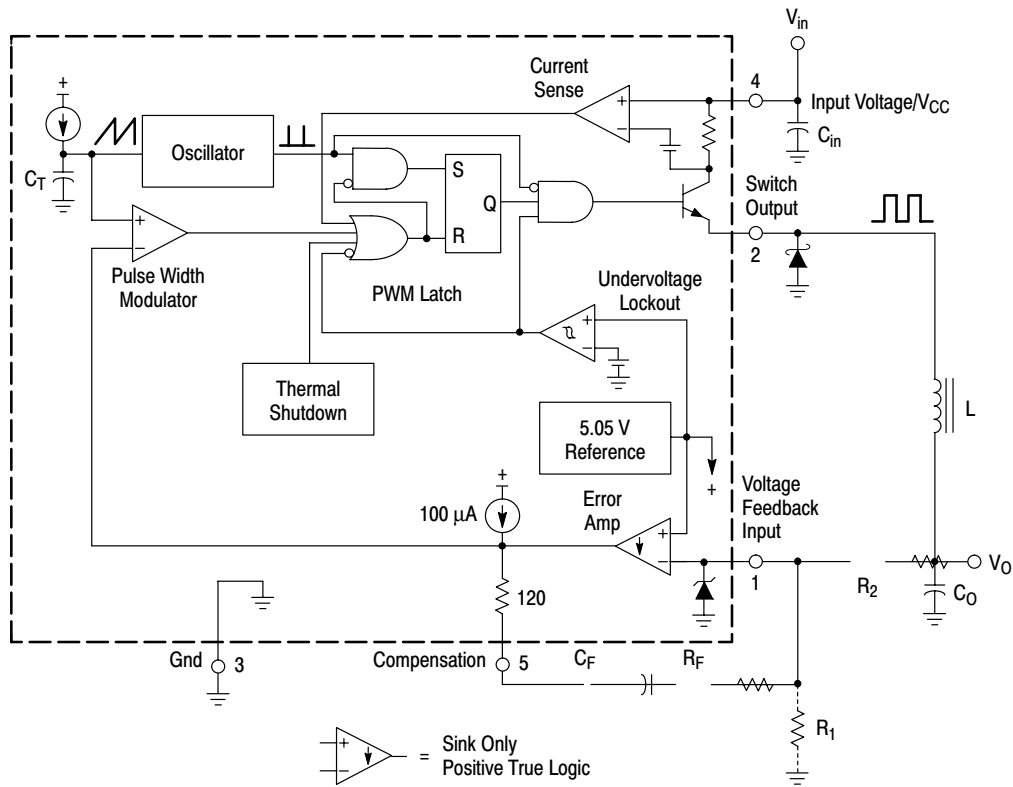 V_in
Current
Sense
4
Input Voltage/V_CC
C_in
+
Oscillator
C_T
S
Q
R
+
−
Switch
Output
2
+
−
Pulse Width
Modulator
PWM Latch
Undervoltage
Lockout
+
−
Thermal
Shutdown
5.05 V
Reference
L
+
+
100 µA
Error
Amp
Voltage
Feedback
Input
+
−
1
R_2
V_O
C_O
120
Gnd
3
Compensation
5
C_F
R_F
R_1
+
−
= Sink Only
Positive True Logic